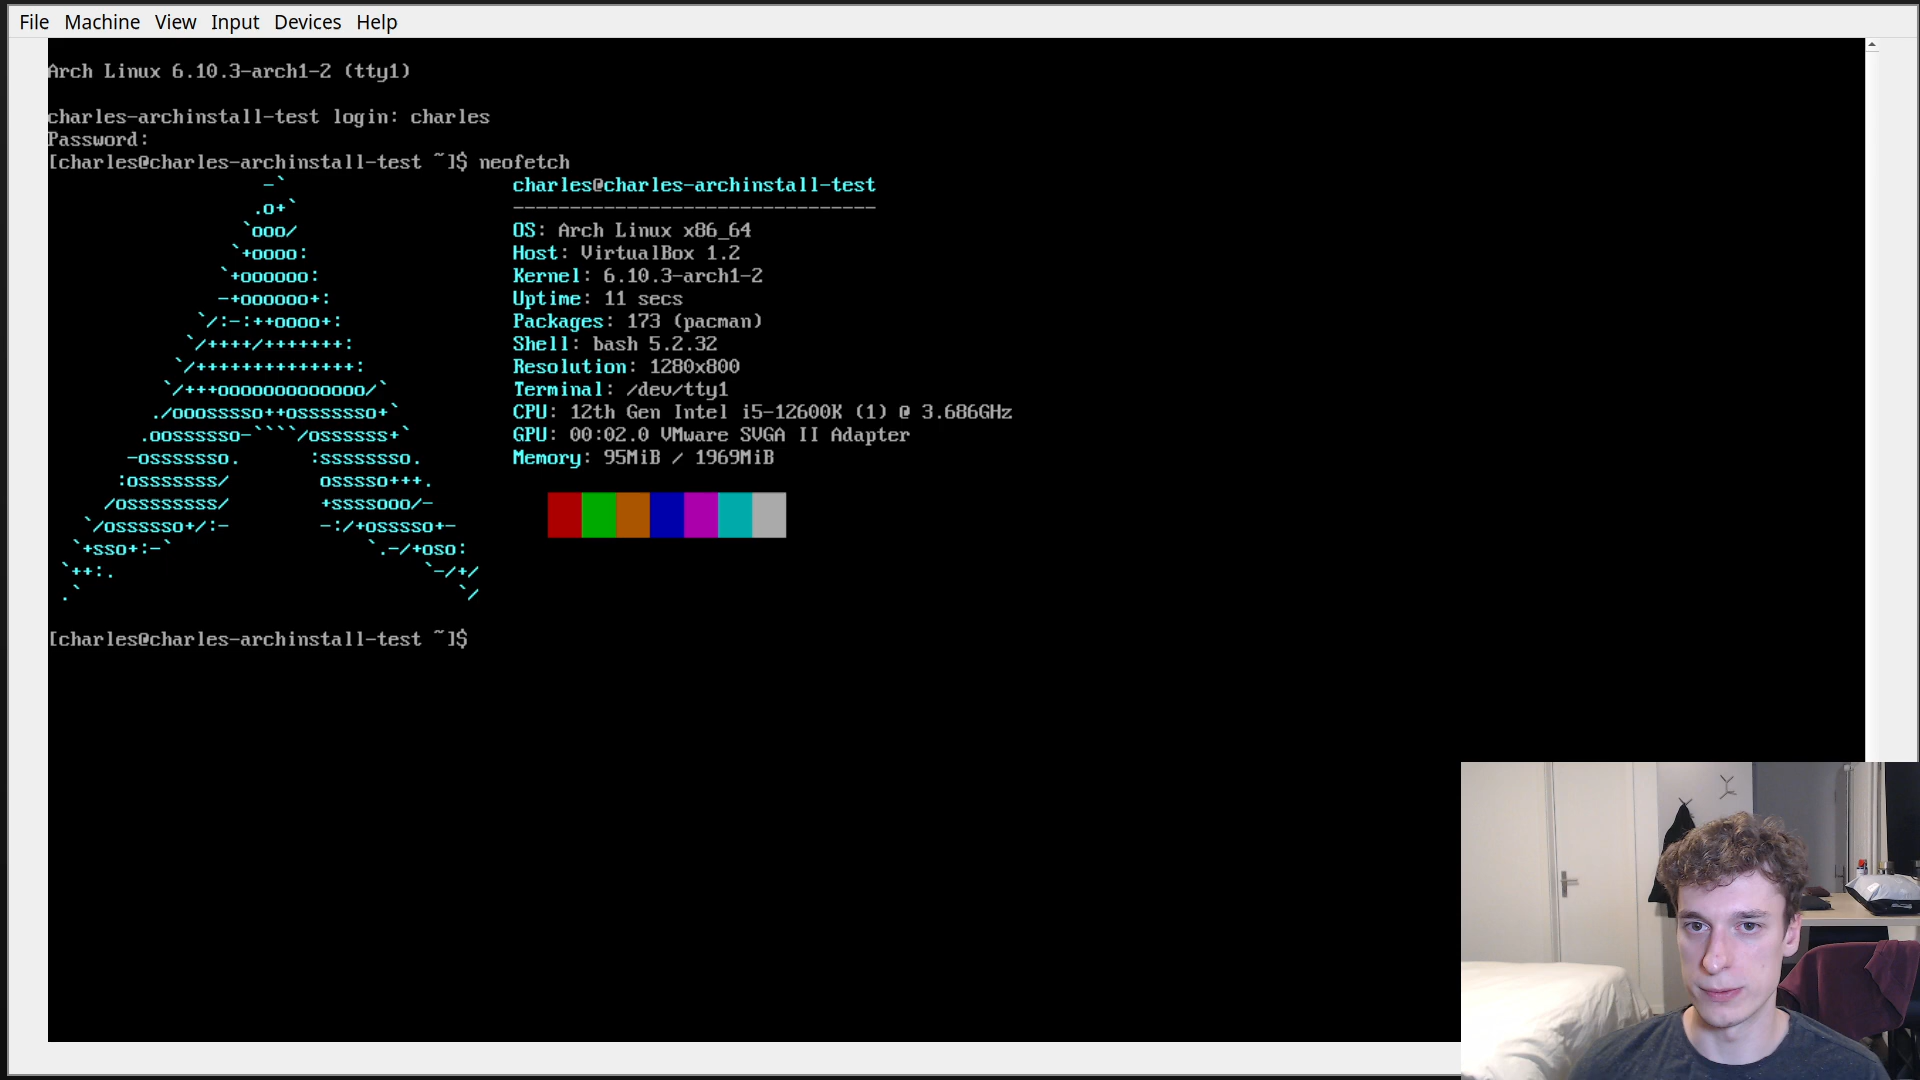 File Machine View Input Devices Help
Arch Linux 6.10.3-arch1-2 (tty1)
charles-archinstall-test login: charles
Password:
[charles@charles-archinstall-test ~]$ neofetch
charles@charles-archinstall-test
--------------------------------
OS: Arch Linux x86_64
Host: VirtualBox 1.2
Kernel: 6.10.3-arch1-2
Uptime: 11 secs
Packages: 173 (pacman)
Shell: bash 5.2.32
Resolution: 1280x800
Terminal: /dev/tty1
CPU: 12th Gen Intel i5-12600K (1) @ 3.686GHz
GPU: 00:02.0 VMware SVGA II Adapter
Memory: 95MiB / 1969MiB
[charles@charles-archinstall-test ~]$